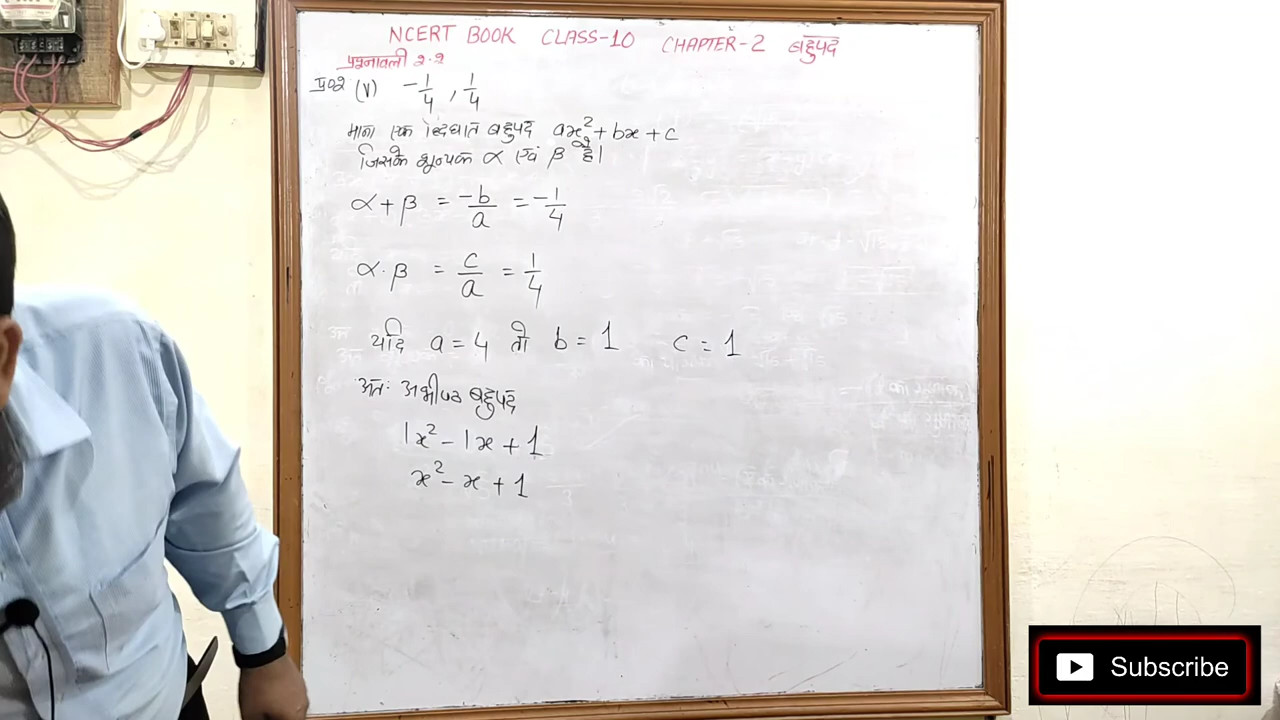 NCERT BOOK CLASS-10 CHAPTER-2 बहुपद
प्रश्नावली 2.2
प्र०२ (V) -1/4 , 1/4
माना एक द्विघात बहुपद ax² + bx + c
जिसके शून्यक α एवं β हैं।
α + β = -b/a = -1/4
α · β = c/a = 1/4
यदि a = 4 तो b = 1 c = 1
अतः अभीष्ट बहुपद
1x² - 1x + 1
x² - x + 1
Subscribe